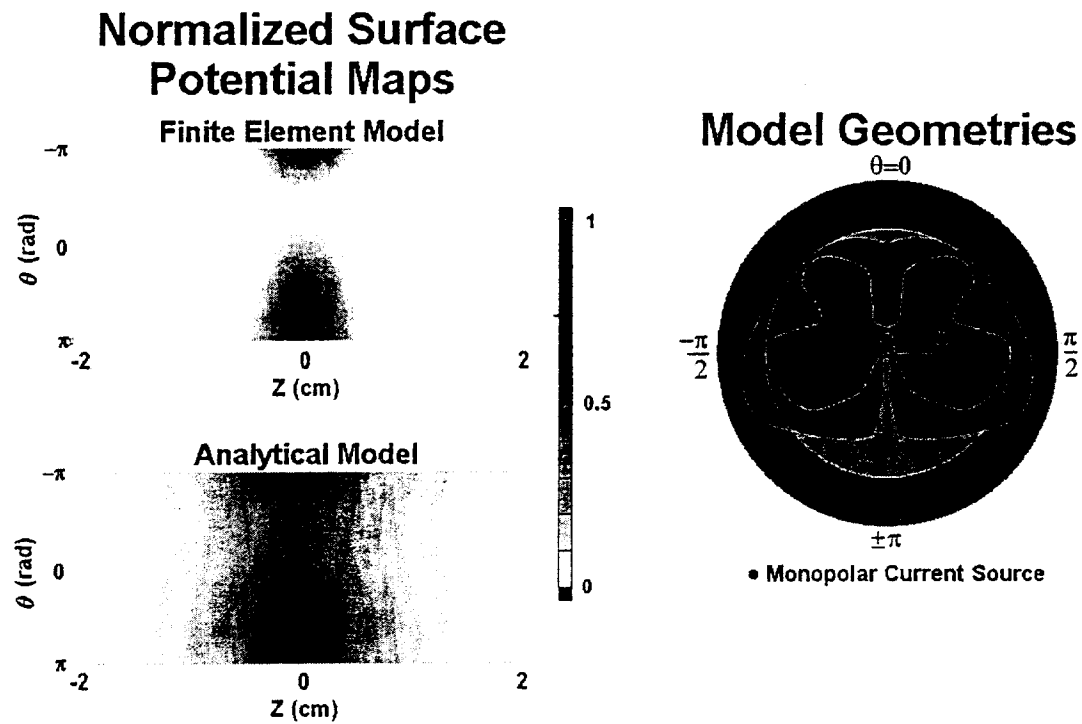 Normalized Surface
Potential Maps
Finite Element Model
−π
θ (rad)
0
π
-2
0
2
Z (cm)
Analytical Model
−π
θ (rad)
0
π
-2
0
2
Z (cm)
1
0.5
0
Model Geometries
θ=0
−π/2
π/2
±π
• Monopolar Current Source